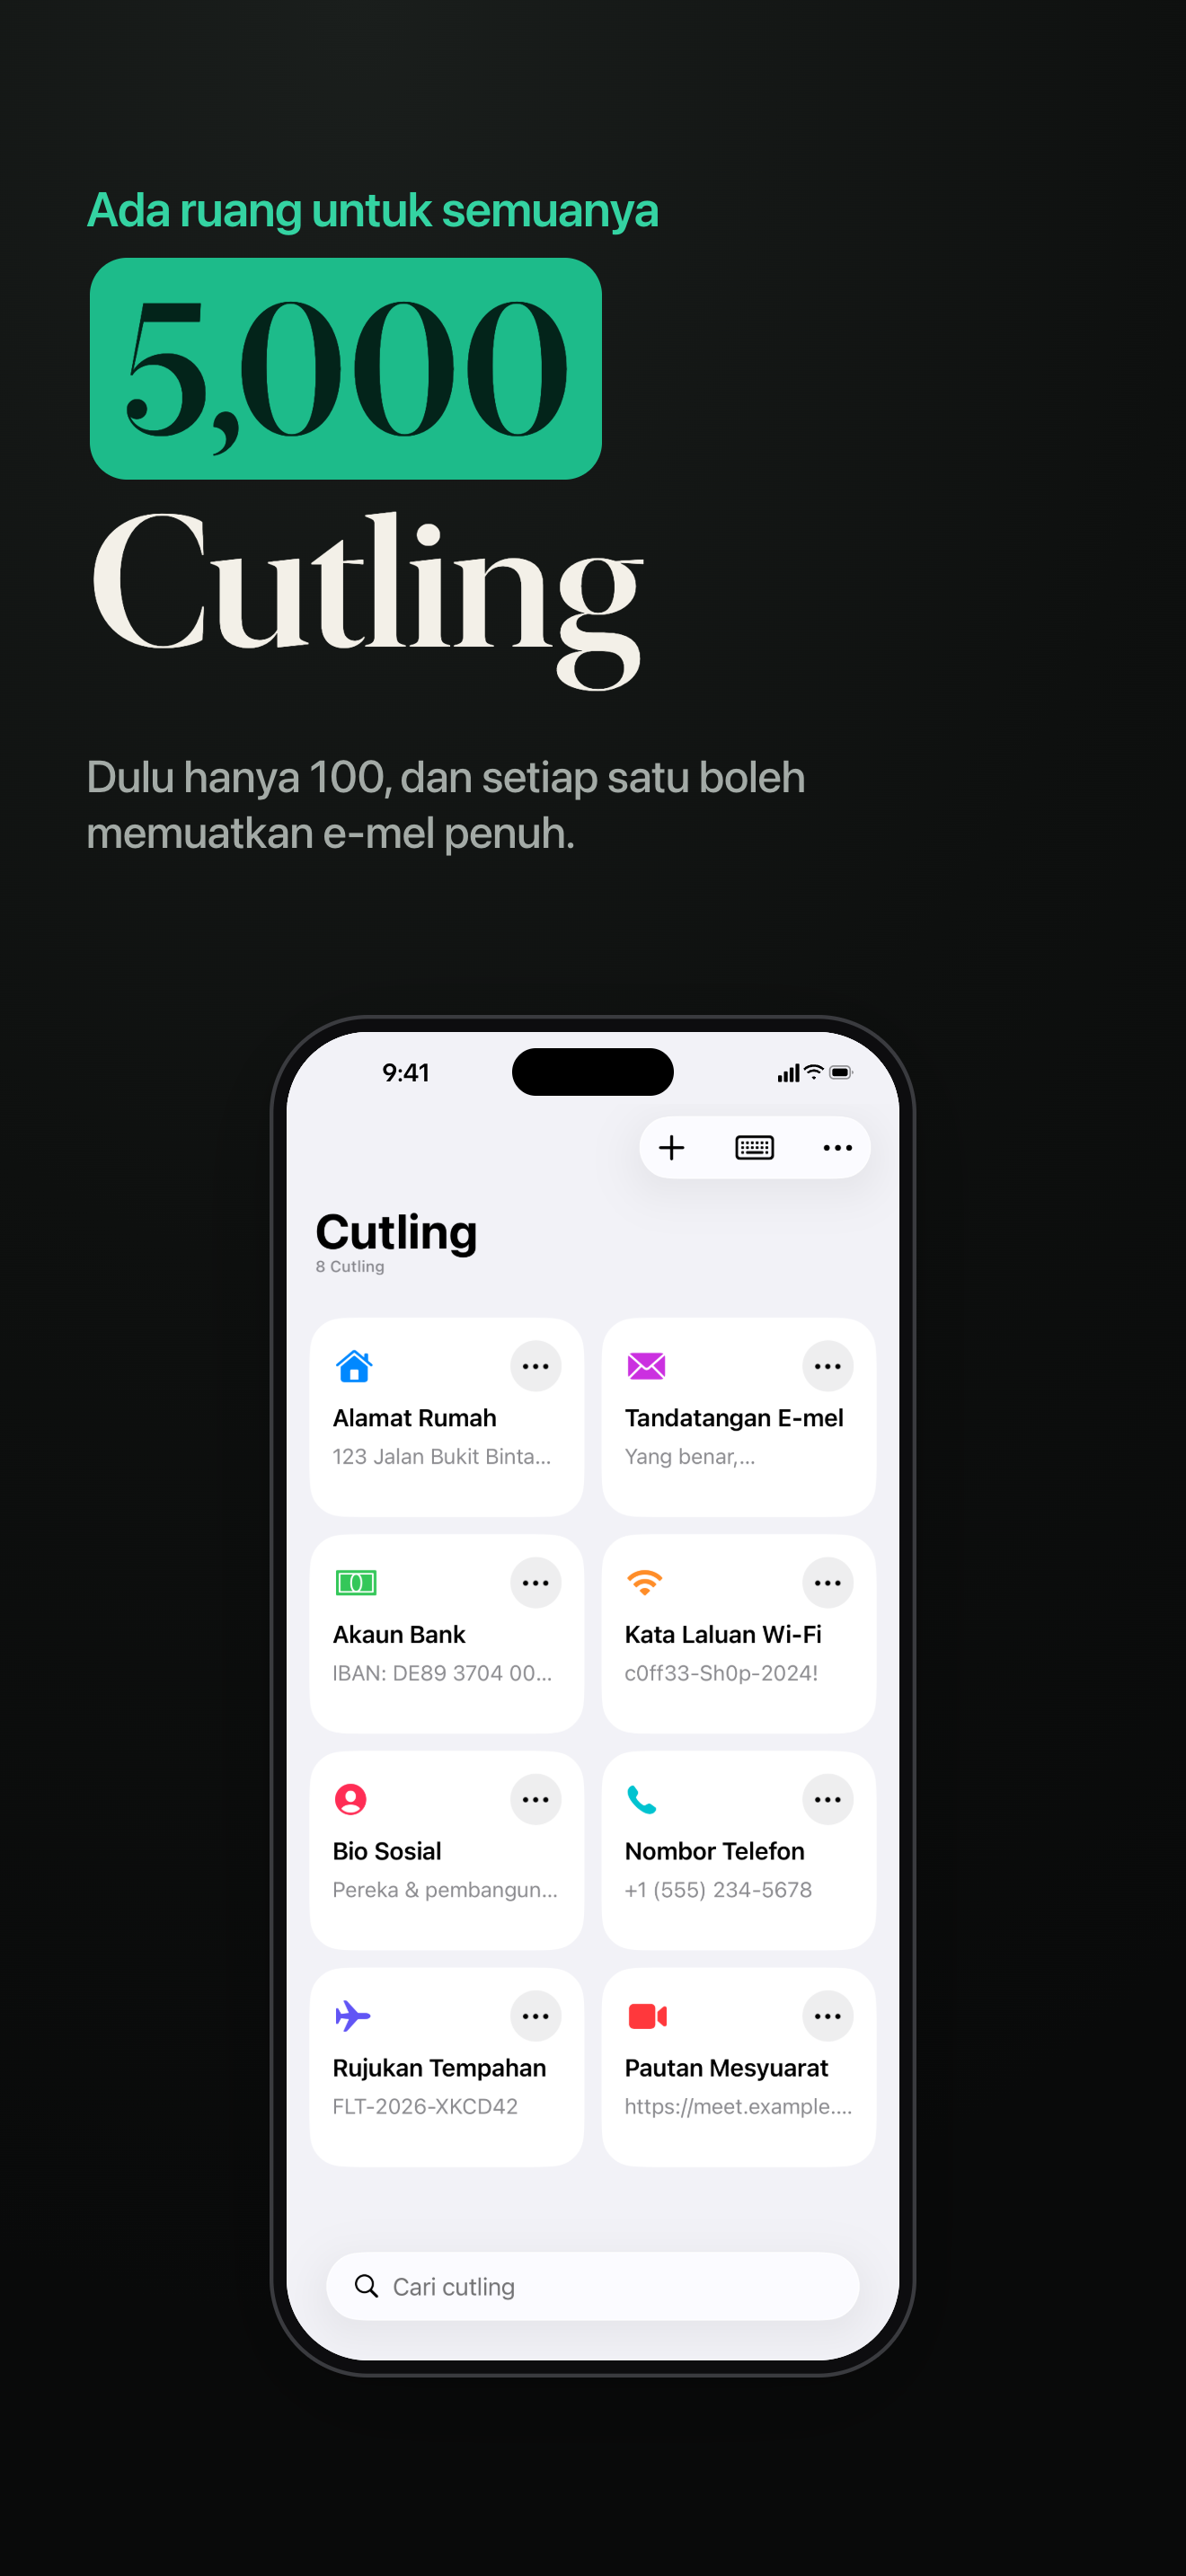 Ada ruang untuk semuanya
5,000
Cutling
Dulu hanya 100, dan setiap satu boleh
memuatkan e-mel penuh.
9:41
Cutling
8 Cutling
Alamat Rumah
123 Jalan Bukit Binta...
Tandatangan E-mel
Yang benar,...
Akaun Bank
IBAN: DE89 3704 00...
Kata Laluan Wi-Fi
c0ff33-Sh0p-2024!
Bio Sosial
Pereka & pembangun...
Nombor Telefon
+1 (555) 234-5678
Rujukan Tempahan
FLT-2026-XKCD42
Pautan Mesyuarat
https://meet.example....
Cari cutling